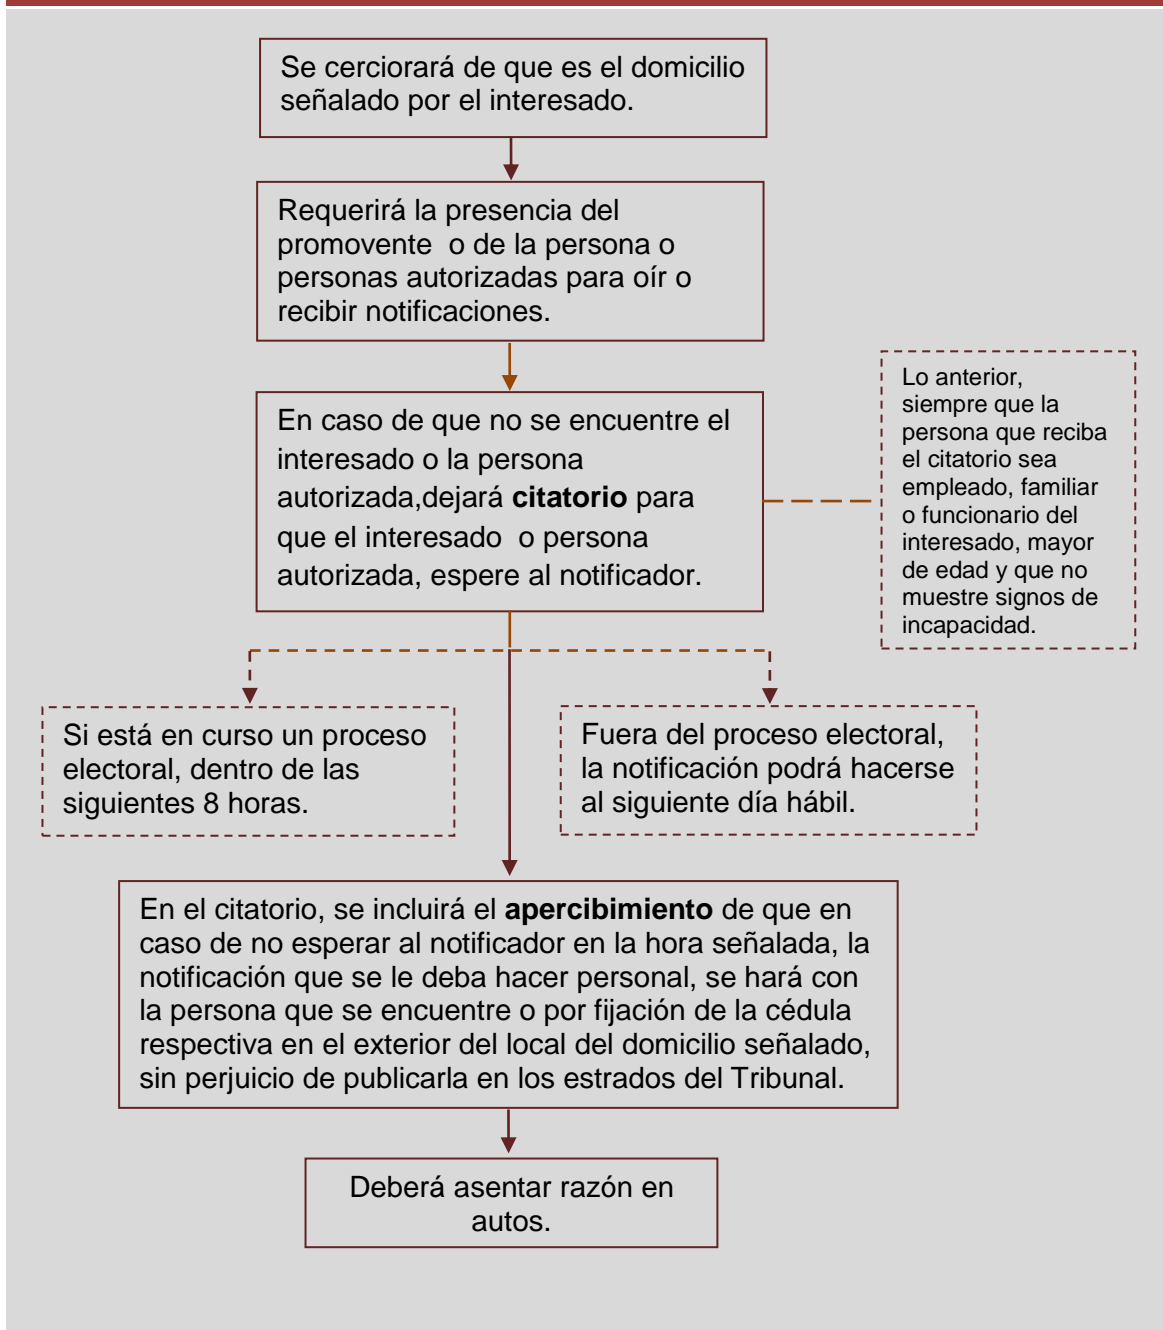 Se cerciorará de que es el domicilio
señalado por el interesado.
Requerirá la presencia del
promovente  o de la persona o
personas autorizadas para oír o
recibir notificaciones.
En caso de que no se encuentre el
interesado o la persona
autorizada,dejará citatorio para
que el interesado  o persona
autorizada, espere al notificador.
Lo anterior,
siempre que la
persona que reciba
el citatorio sea
empleado, familiar
o funcionario del
interesado, mayor
de edad y que no
muestre signos de
incapacidad.
Si está en curso un proceso
electoral, dentro de las
siguientes 8 horas.
Fuera del proceso electoral,
la notificación podrá hacerse
al siguiente día hábil.
En el citatorio, se incluirá el apercibimiento de que en
caso de no esperar al notificador en la hora señalada, la
notificación que se le deba hacer personal, se hará con
la persona que se encuentre o por fijación de la cédula
respectiva en el exterior del local del domicilio señalado,
sin perjuicio de publicarla en los estrados del Tribunal.
Deberá asentar razón en
autos.